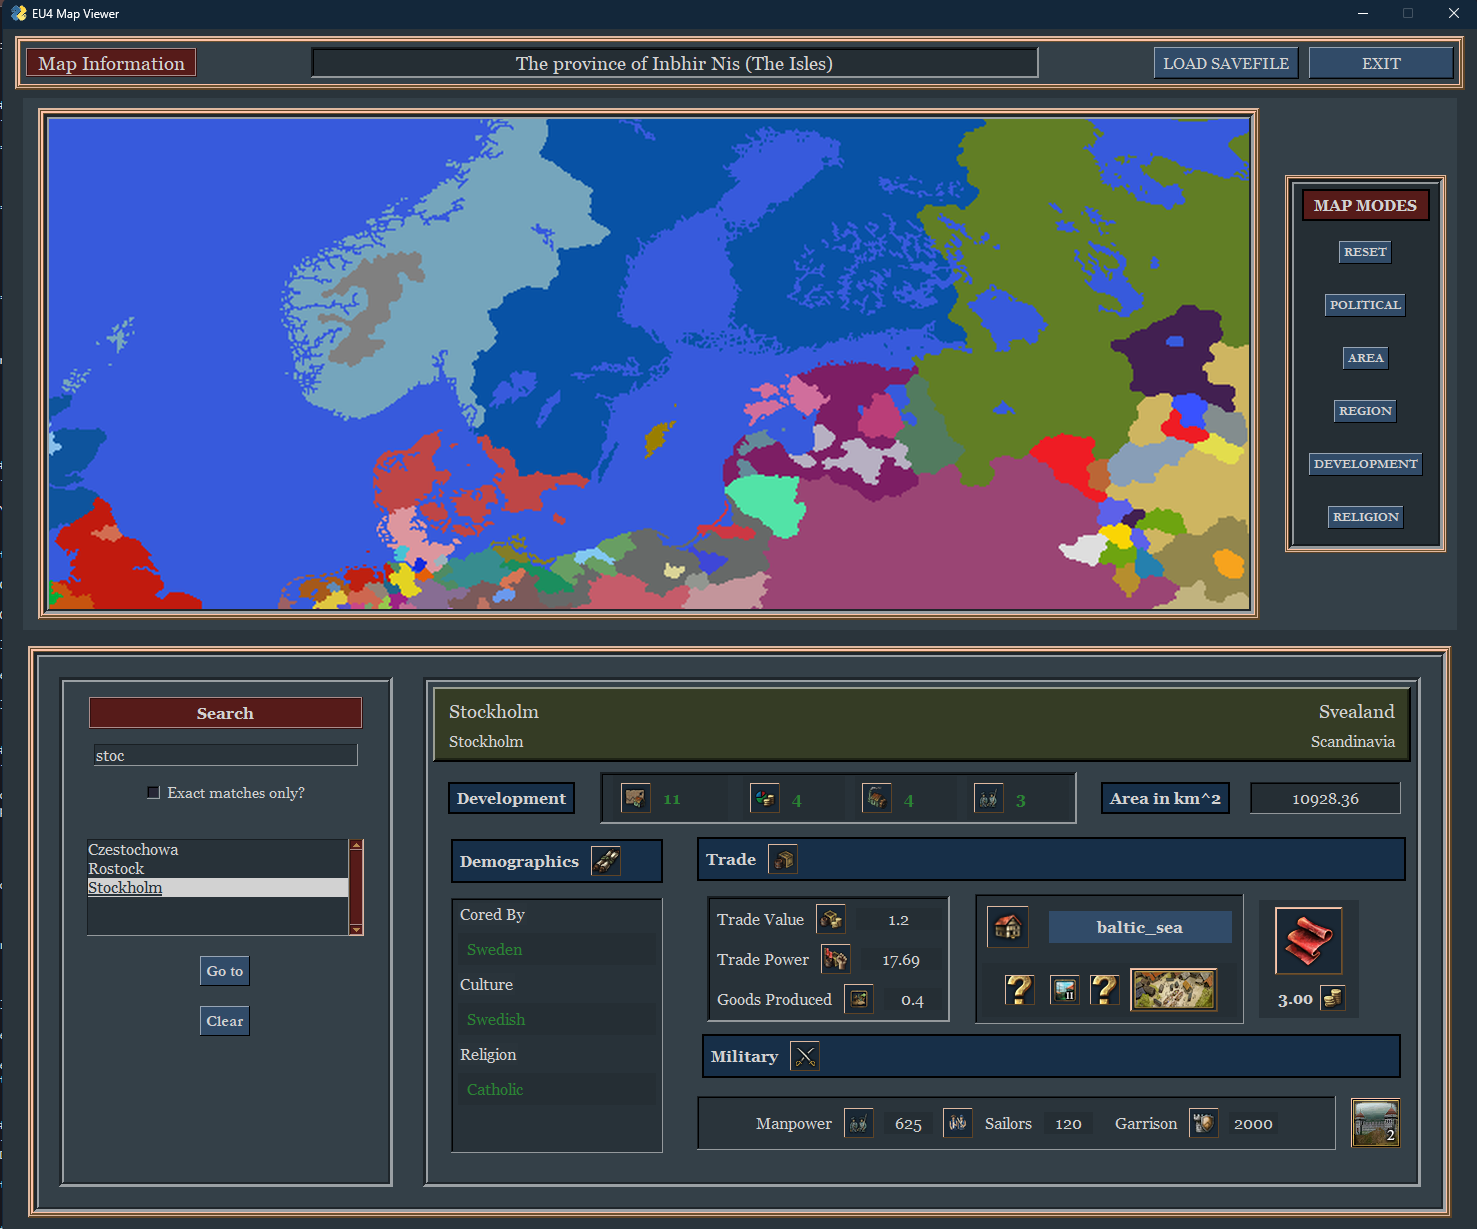 EU4 Map Viewer
Map Information
The province of Inbhir Nis (The Isles)
LOAD SAVEFILE
EXIT
MAP MODES
RESET
POLITICAL
AREA
REGION
DEVELOPMENT
RELIGION
Search
stoc
Exact matches only?
Czestochowa
Rostock
Stockholm
Go to
Clear
Stockholm
Svealand
Stockholm
Scandinavia
Development
11
4
4
3
Area in km^2
10928.36
Demographics
Cored By
Sweden
Culture
Swedish
Religion
Catholic
Trade
Trade Value
1.2
Trade Power
17.69
Goods Produced
0.4
baltic_sea
?
II
?
3.00
Military
Manpower
625
Sailors
120
Garrison
2000
2